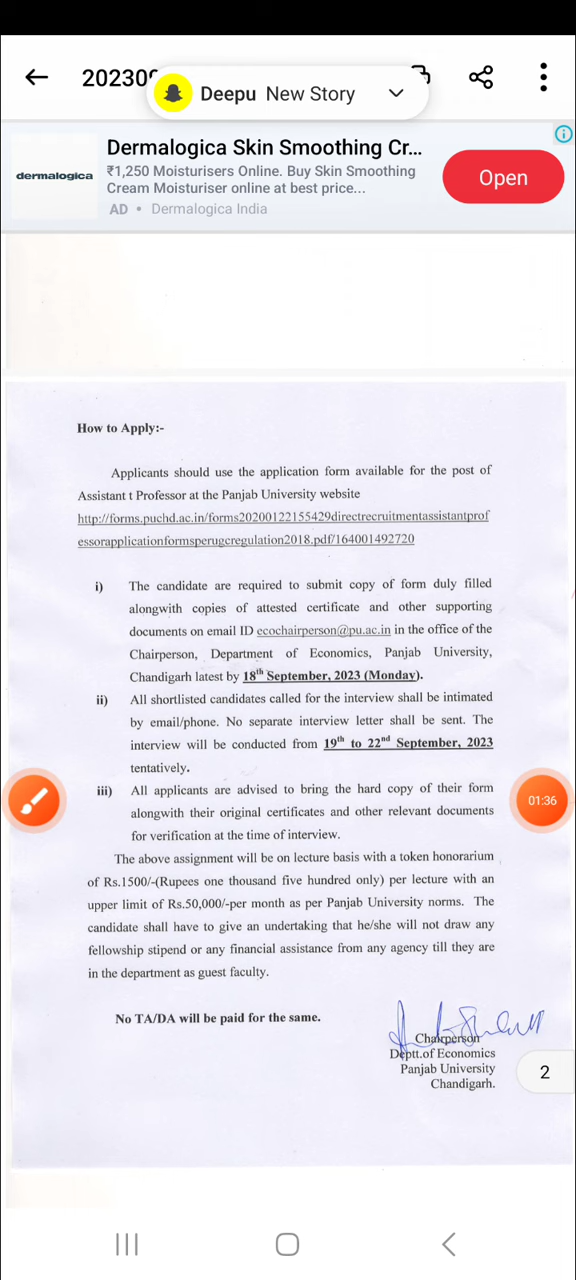 20230
Deepu New Story
dermalogica
Dermalogica Skin Smoothing Cr...
₹1,250 Moisturisers Online. Buy Skin Smoothing
Cream Moisturiser online at best price...
AD • Dermalogica India
Open
How to Apply:-
Applicants should use the application form available for the post of
Assistant t Professor at the Panjab University website
http://forms.puchd.ac.in/forms20200122155429directrecruitmentassistantprof
essorapplicationformsperugcregulation2018.pdf/164001492720
i) The candidate are required to submit copy of form duly filled
alongwith copies of attested certificate and other supporting
documents on email ID ecochairperson@pu.ac.in in the office of the
Chairperson, Department of Economics, Panjab University,
Chandigarh latest by 18th September, 2023 (Monday).
ii) All shortlisted candidates called for the interview shall be intimated
by email/phone. No separate interview letter shall be sent. The
interview will be conducted from 19th to 22nd September, 2023
tentatively.
iii) All applicants are advised to bring the hard copy of their form
alongwith their original certificates and other relevant documents
for verification at the time of interview.
01:36
The above assignment will be on lecture basis with a token honorarium
of Rs.1500/-(Rupees one thousand five hundred only) per lecture with an
upper limit of Rs.50,000/-per month as per Panjab University norms. The
candidate shall have to give an undertaking that he/she will not draw any
fellowship stipend or any financial assistance from any agency till they are
in the department as guest faculty.
No TA/DA will be paid for the same.
Chairperson
Deptt.of Economics
Panjab University
Chandigarh.
2